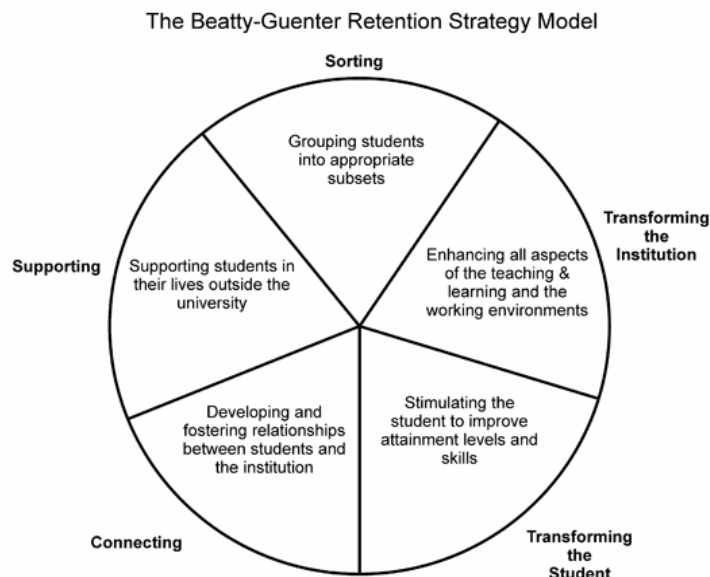 The Beatty-Guenter Retention Strategy Model
Sorting
Grouping students
into appropriate
subsets
Transforming
the
Institution
Enhancing all aspects
of the teaching &
learning and the
working environments
Stimulating the
student to improve
attainment levels and
skills
Transforming
the
Student
Developing and
fostering relationships
between students and
the institution
Connecting
Supporting
Supporting students in
their lives outside the
university